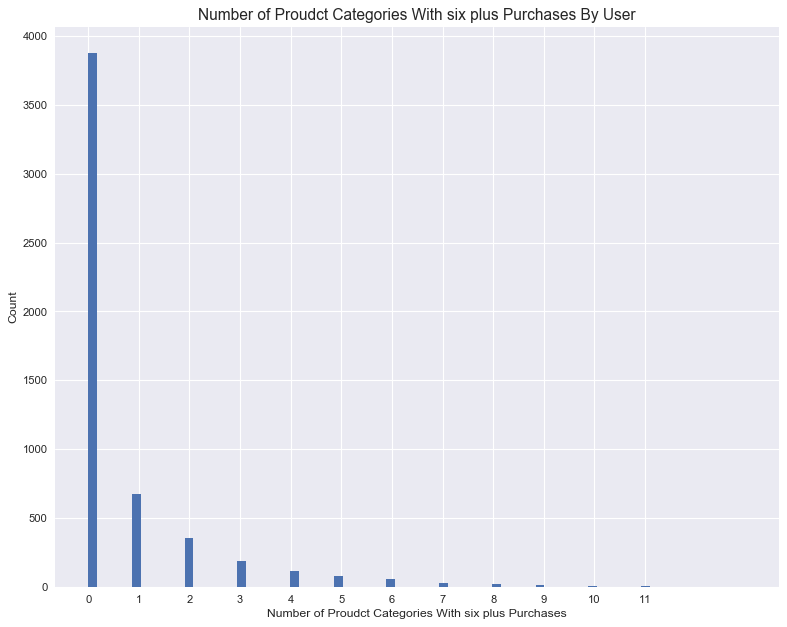 Number of Proudct Categories With six plus Purchases By User
4000
3500
3000
2500
2000
1500
1000
500
0
Count
0 1 2 3 4 5 6 7 8 9 10 11
Number of Proudct Categories With six plus Purchases